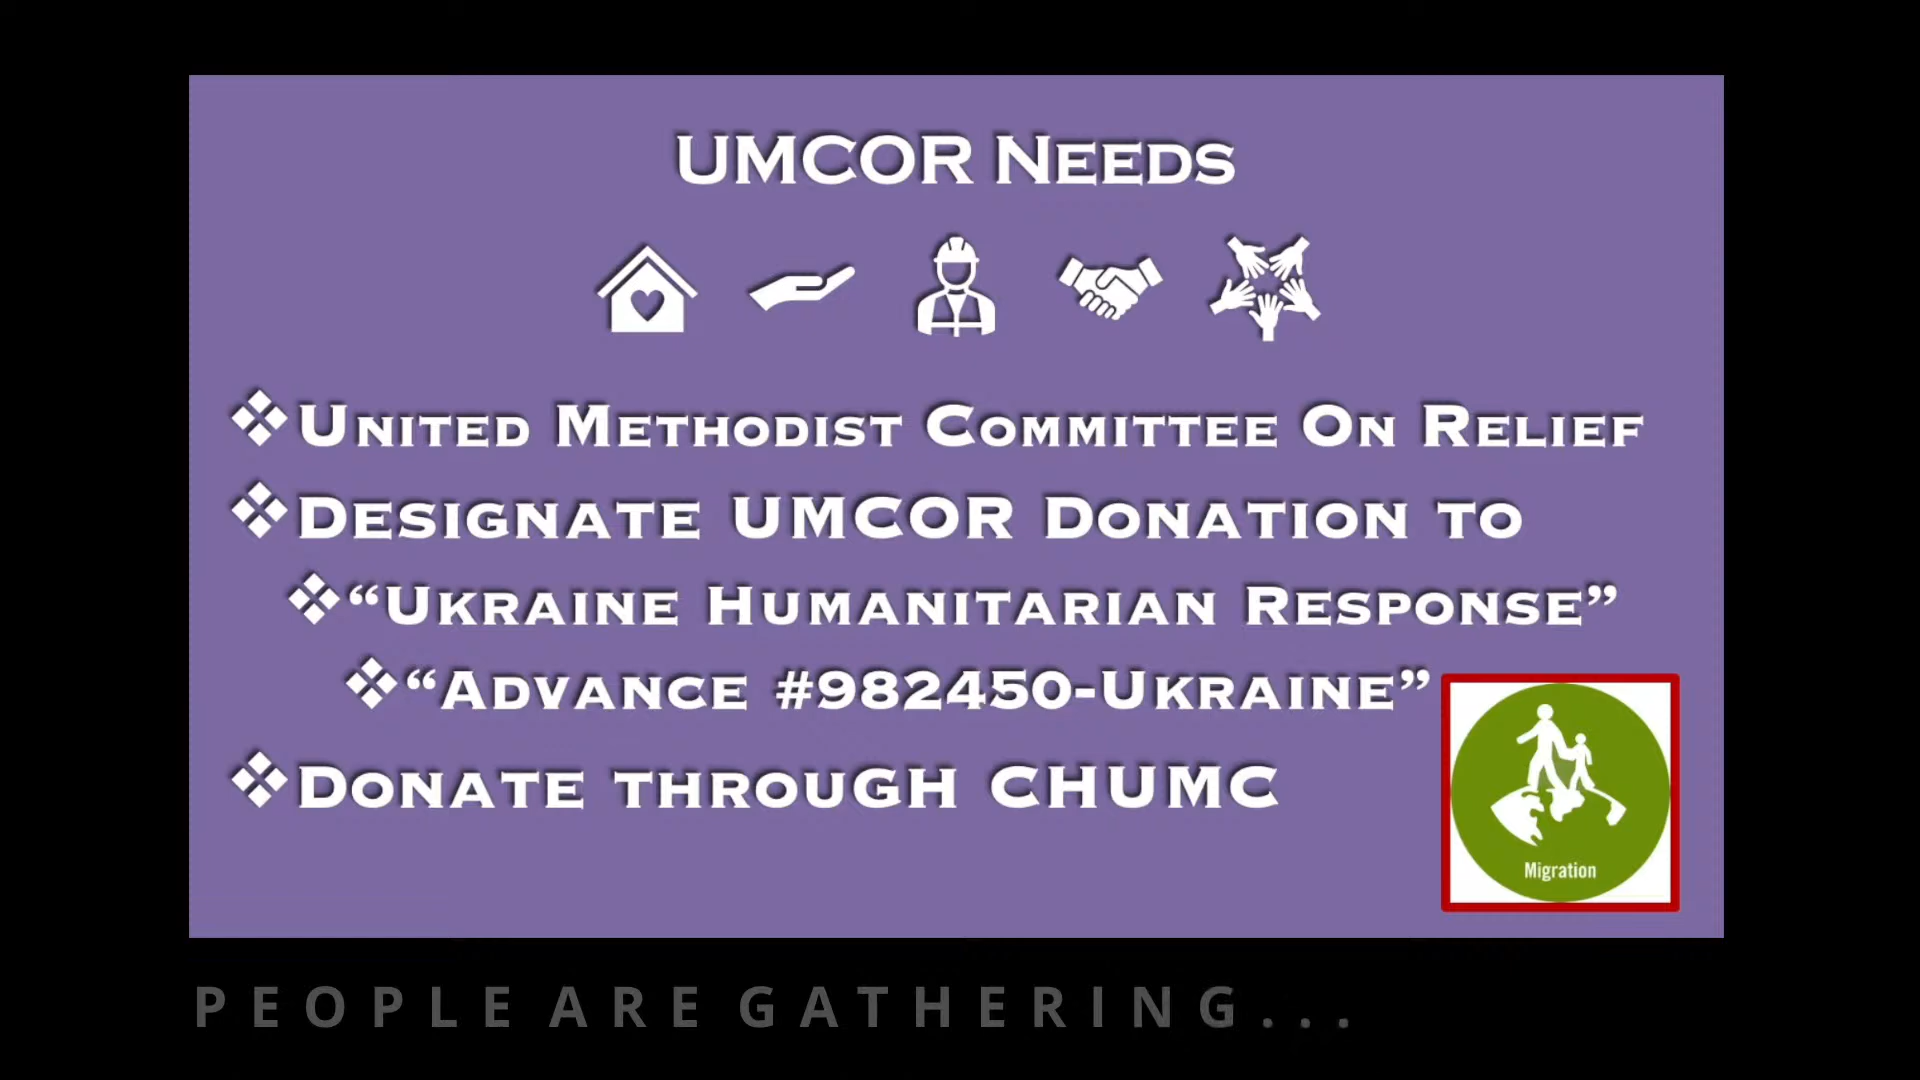 UMCOR Needs
United Methodist Committee On Relief
Designate UMCOR Donation to
“Ukraine Humanitarian Response”
“Advance #982450-Ukraine”
Donate through CHUMC
Migration
PEOPLE ARE GATHERING...